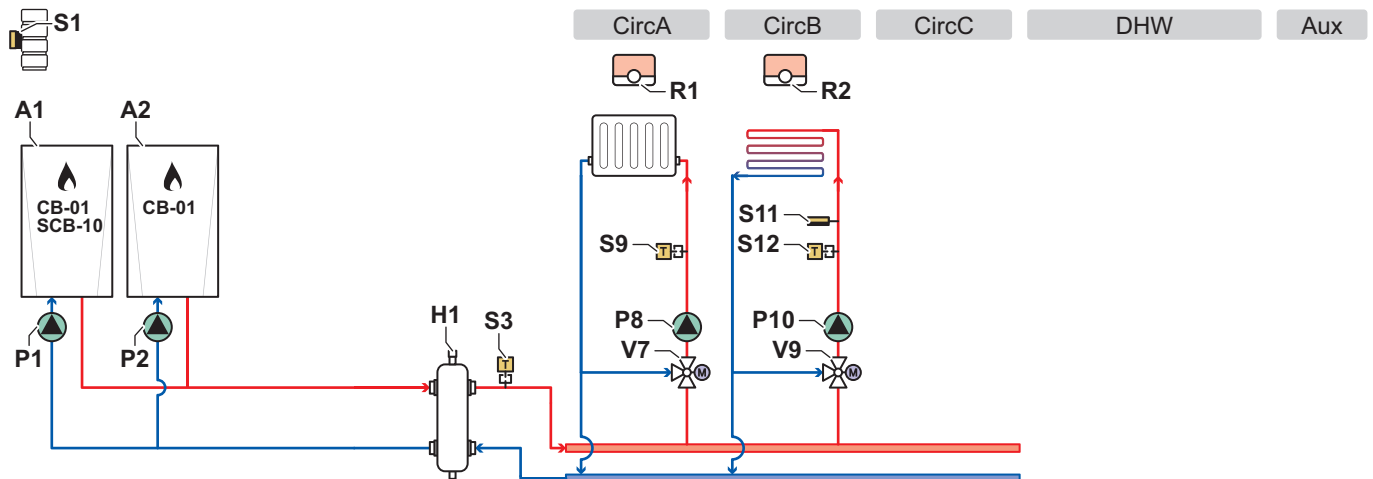 S1
CircA
CircB
CircC
DHW
Aux
R1
R2
A1
A2
CB-01
SCB-10
CB-01
S11
S9
T
S12
T
H1
S3
T
P1
P2
P8
P10
V7
M
V9
M